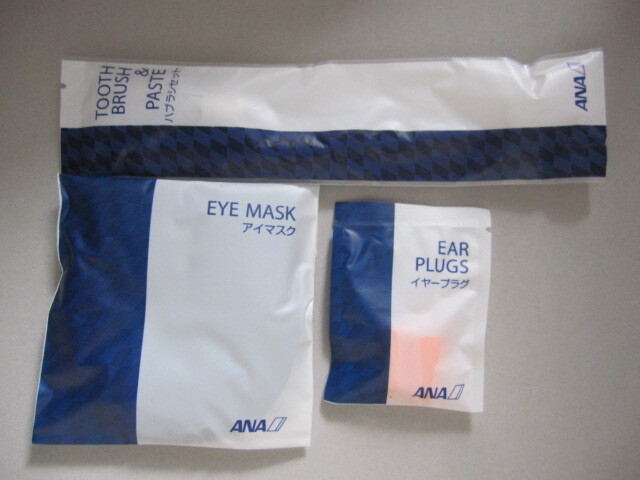 TOOTH
BRUSH
&
PASTE
ハブラシセット
ANA
EYE MASK
アイマスク
ANA
EAR
PLUGS
イヤープラグ
ANA